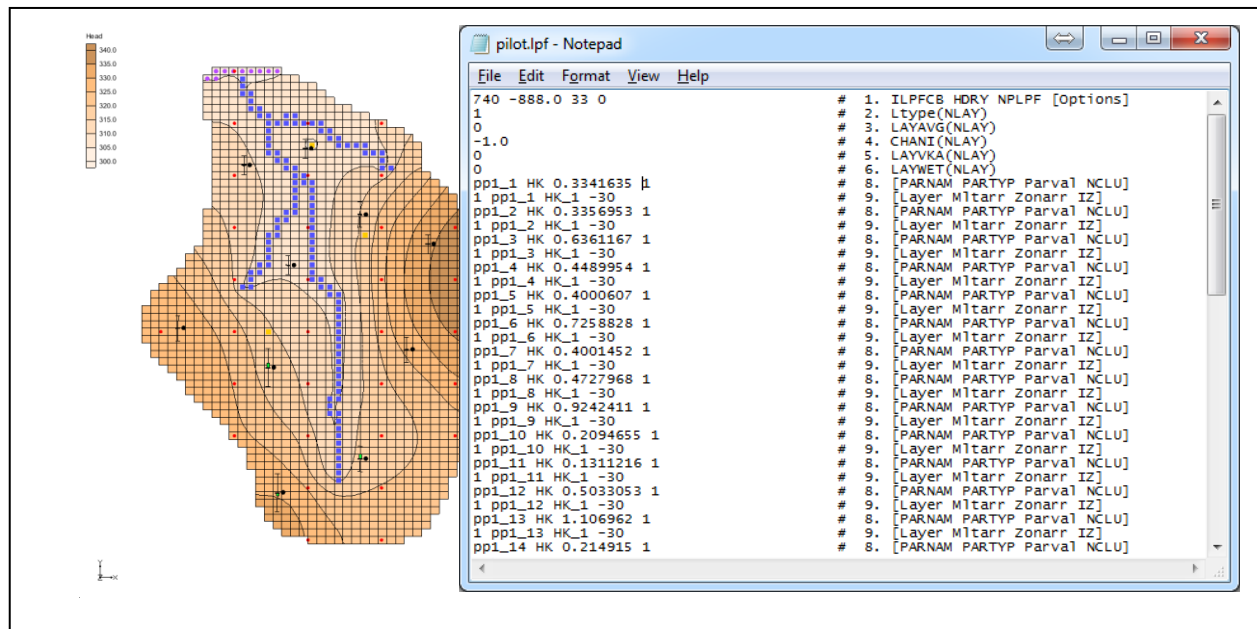 Head
340.0
335.0
330.0
325.0
320.0
315.0
310.0
305.0
300.0
Y
Z X
pilot.lpf - Notepad
File Edit Format View Help
740 -888.0 33 0 # 1. ILPFCB HDRY NPLPF [Options]
1 # 2. Ltype(NLAY)
0 # 3. LAYAVG(NLAY)
-1.0 # 4. CHANI(NLAY)
0 # 5. LAYVKA(NLAY)
0 # 6. LAYWET(NLAY)
pp1_1 HK 0.3341635 1 # 8. [PARNAM PARTYP Parval NCLU]
1 pp1_1 HK_1 -30 # 9. [Layer Mltarr Zonarr IZ]
pp1_2 HK 0.3356953 1 # 8. [PARNAM PARTYP Parval NCLU]
1 pp1_2 HK_1 -30 # 9. [Layer Mltarr Zonarr IZ]
pp1_3 HK 0.6361167 1 # 8. [PARNAM PARTYP Parval NCLU]
1 pp1_3 HK_1 -30 # 9. [Layer Mltarr Zonarr IZ]
pp1_4 HK 0.4489954 1 # 8. [PARNAM PARTYP Parval NCLU]
1 pp1_4 HK_1 -30 # 9. [Layer Mltarr Zonarr IZ]
pp1_5 HK 0.4000607 1 # 8. [PARNAM PARTYP Parval NCLU]
1 pp1_5 HK_1 -30 # 9. [Layer Mltarr Zonarr IZ]
pp1_6 HK 0.7258828 1 # 8. [PARNAM PARTYP Parval NCLU]
1 pp1_6 HK_1 -30 # 9. [Layer Mltarr Zonarr IZ]
pp1_7 HK 0.4001452 1 # 8. [PARNAM PARTYP Parval NCLU]
1 pp1_7 HK_1 -30 # 9. [Layer Mltarr Zonarr IZ]
pp1_8 HK 0.4727968 1 # 8. [PARNAM PARTYP Parval NCLU]
1 pp1_8 HK_1 -30 # 9. [Layer Mltarr Zonarr IZ]
pp1_9 HK 0.9242411 1 # 8. [PARNAM PARTYP Parval NCLU]
1 pp1_9 HK_1 -30 # 9. [Layer Mltarr Zonarr IZ]
pp1_10 HK 0.2094655 1 # 8. [PARNAM PARTYP Parval NCLU]
1 pp1_10 HK_1 -30 # 9. [Layer Mltarr Zonarr IZ]
pp1_11 HK 0.1311216 1 # 8. [PARNAM PARTYP Parval NCLU]
1 pp1_11 HK_1 -30 # 9. [Layer Mltarr Zonarr IZ]
pp1_12 HK 0.5033053 1 # 8. [PARNAM PARTYP Parval NCLU]
1 pp1_12 HK_1 -30 # 9. [Layer Mltarr Zonarr IZ]
pp1_13 HK 1.106962 1 # 8. [PARNAM PARTYP Parval NCLU]
1 pp1_13 HK_1 -30 # 9. [Layer Mltarr Zonarr IZ]
pp1_14 HK 0.214915 1 # 8. [PARNAM PARTYP Parval NCLU]